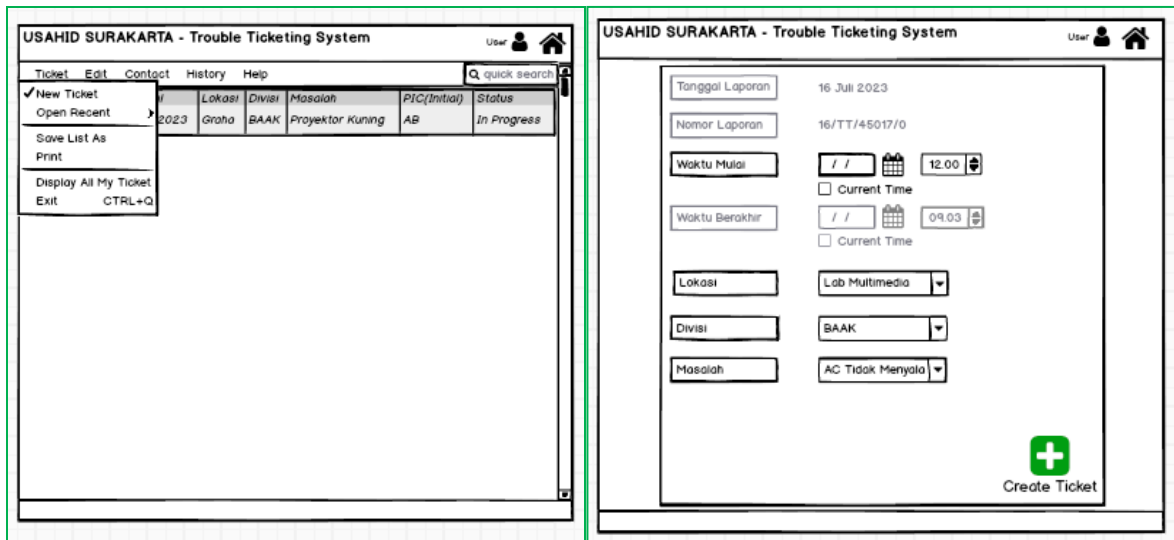 USAHID SURAKARTA - Trouble Ticketing System
User
Ticket Edit Contact History Help
quick search
New Ticket
Open Recent
Save List As
Print
Display All My Ticket
Exit CTRL+Q
Lokasi Divisi Masalah PIC(Initial) Status
2023 Graha BAAK Proyektor Kuning AB In Progress
USAHID SURAKARTA - Trouble Ticketing System
User
Tanggal Laporan 16 Juli 2023
Nomor Laporan 16/TT/45017/0
Waktu Mulai / / 12.00
Current Time
Waktu Berakhir / / 09.03
Current Time
Lokasi Lab Multimedia
Divisi BAAK
Masalah AC Tidak Menyala
Create Ticket